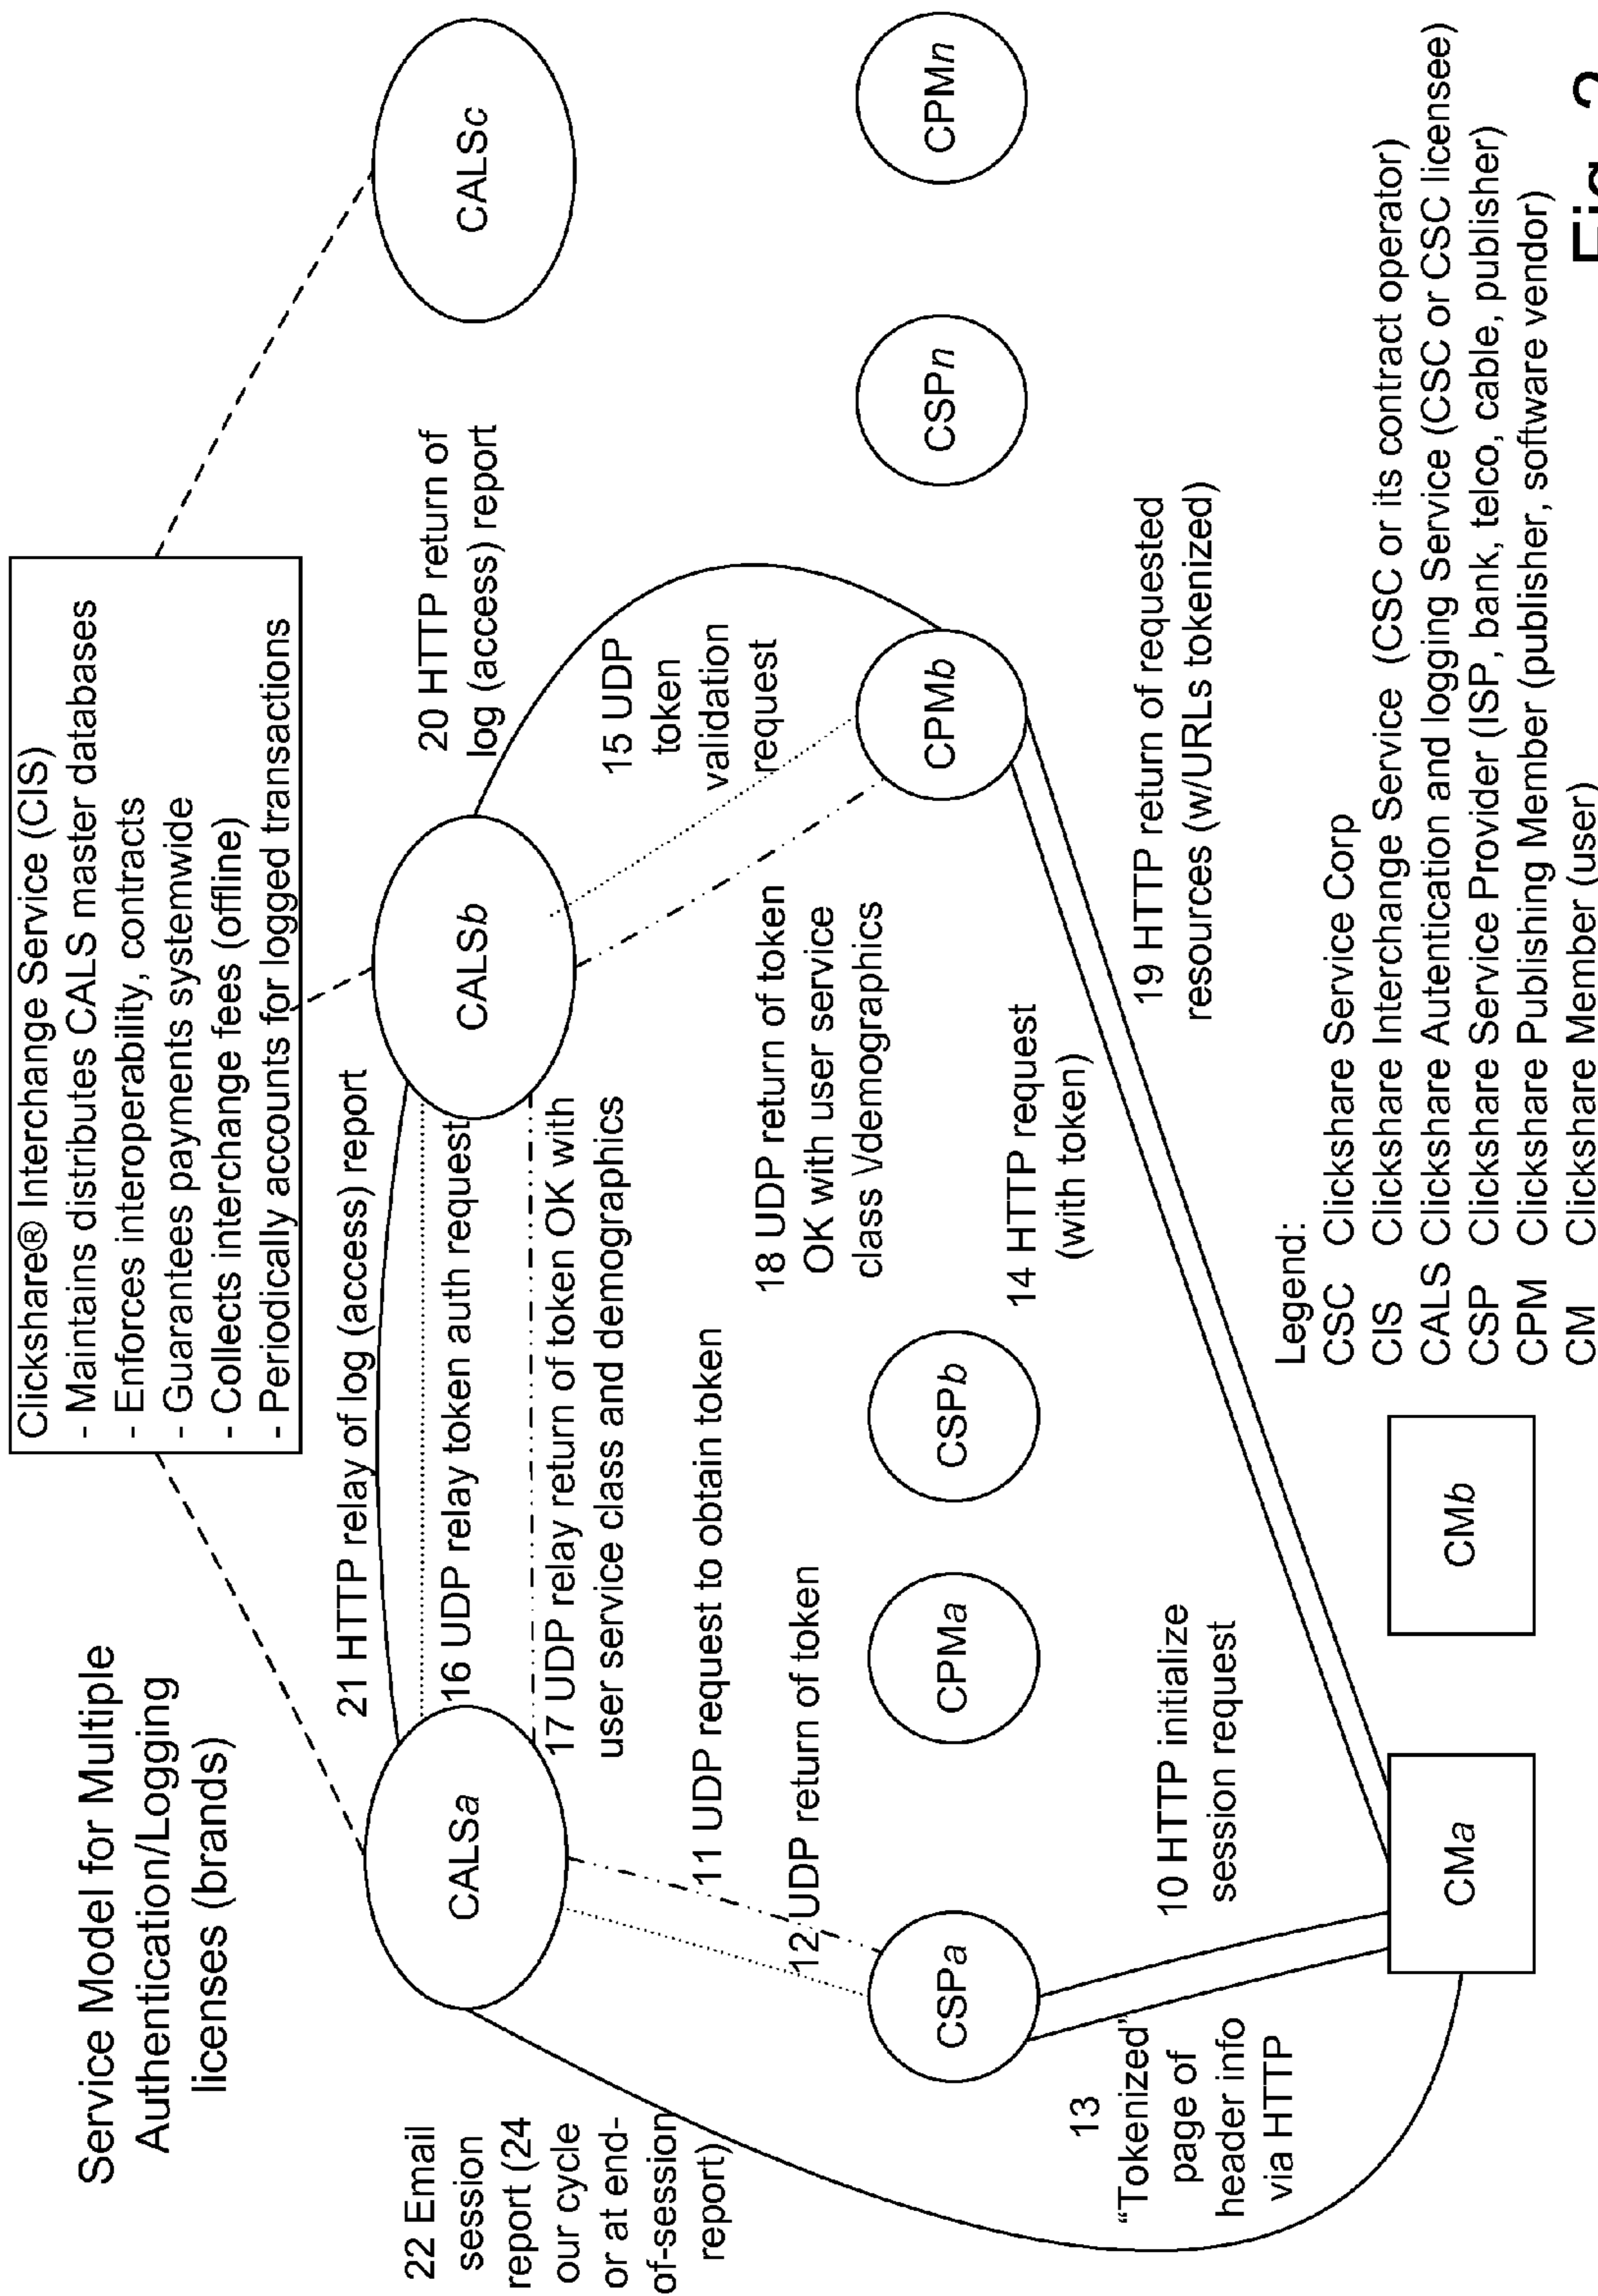 Service Model for Multiple
Authentication/Logging
licenses (brands)
Clickshare® Interchange Service (CIS)
- Maintains distributes CALS master databases
- Enforces interoperability, contracts
- Guarantees payments systemwide
- Collects interchange fees (offline)
- Periodically accounts for logged transactions
22 Email
session
report (24
our cycle
or at end-
of-session
report)
CALSa
21 HTTP relay of log (access) report
16 UDP relay token auth request
17 UDP relay return of token OK with
user service class and demographics
CALSb
20 HTTP return of
log (access) report
CALSc
11 UDP request to obtain token
12 UDP return of token
15 UDP
token
validation
request
18 UDP return of token
OK with user service
class \/demographics
CSPa
CPMa
CSPb
CPMb
CSPn
CPMn
13
“Tokenized”
page of
header info
via HTTP
10 HTTP initialize
session request
14 HTTP request
(with token)
19 HTTP return of requested
resources (w/URLs tokenized)
CMa
CMb
Legend:
CSC Clickshare Service Corp
CIS Clickshare Interchange Service (CSC or its contract operator)
CALS Clickshare Autentication and logging Service (CSC or CSC licensee)
CSP Clickshare Service Provider (ISP, bank, telco, cable, publisher)
CPM Clickshare Publishing Member (publisher, software vendor)
CM Clickshare Member (user)
Fig. 2